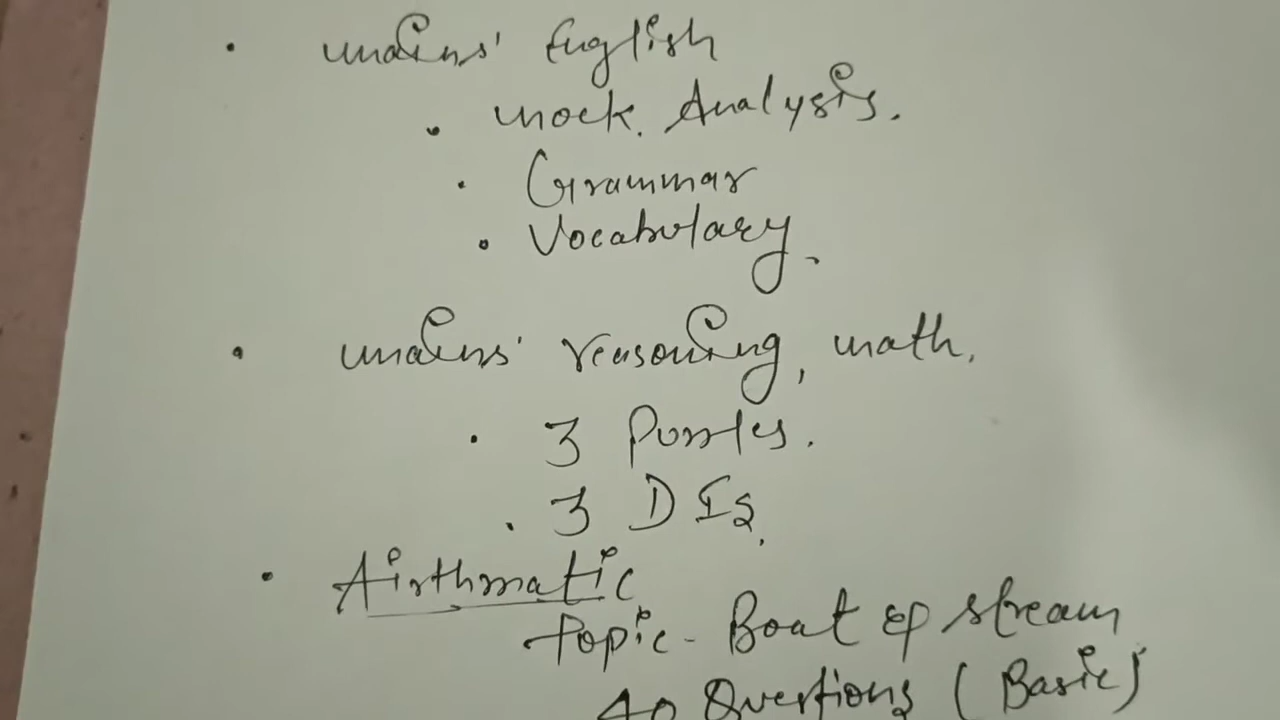 • mains' English
• mock. Analysis.
• Grammar
• Vocabulary.
• mains' reasoning, math.
• 3 Puzzles.
• 3 DIs.
• Airthmatic
Topic - Boat & stream
40 Questions (Basic)